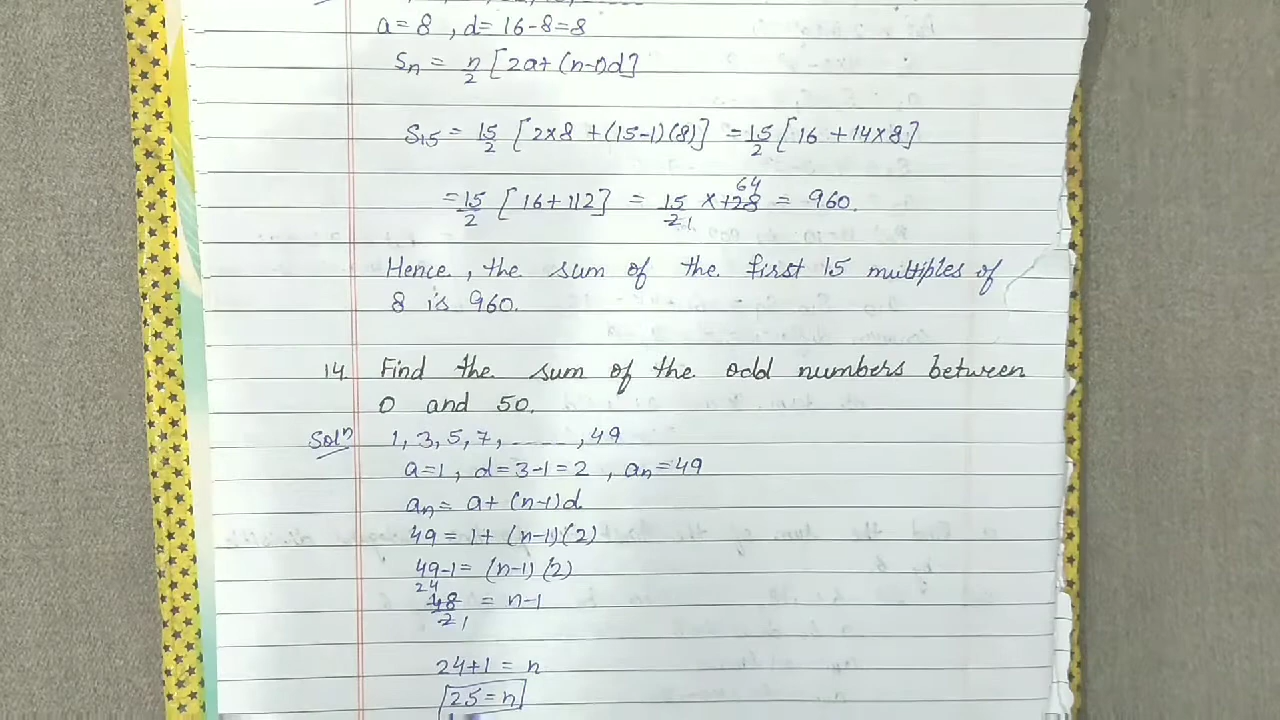 a=8 , d= 16-8=8
Sn = n/2 [2a+ (n-1)d]
S15 = 15/2 [2×8 +(15-1)(8)] = 15/2 [16 +14×8]
= 15/2 [16+112] = 15/2 1 × 128 64 = 960.
Hence, the sum of the first 15 multiples of
8 is 960.
14. Find the sum of the odd numbers between
0 and 50.
Solⁿ 1, 3, 5, 7, ------, 49
a=1, d=3-1=2 , an=49
an= a+ (n-1)d
49 = 1+ (n-1)(2)
49-1= (n-1)(2)
24
48/2 1 = n-1
24+1 = n
25=n